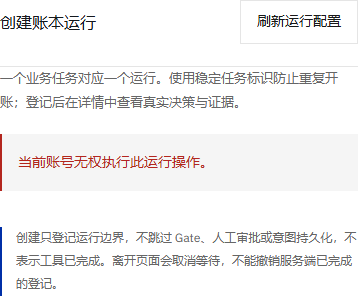 创建账本运行
刷新运行配置
一个业务任务对应一个运行。使用稳定任务标识防止重复开
账；登记后在详情中查看真实决策与证据。
当前账号无权执行此运行操作。
创建只登记运行边界，不跳过 Gate、人工审批或意图持久化，不
表示工具已完成。离开页面会取消等待，不能撤销服务端已完成
的登记。